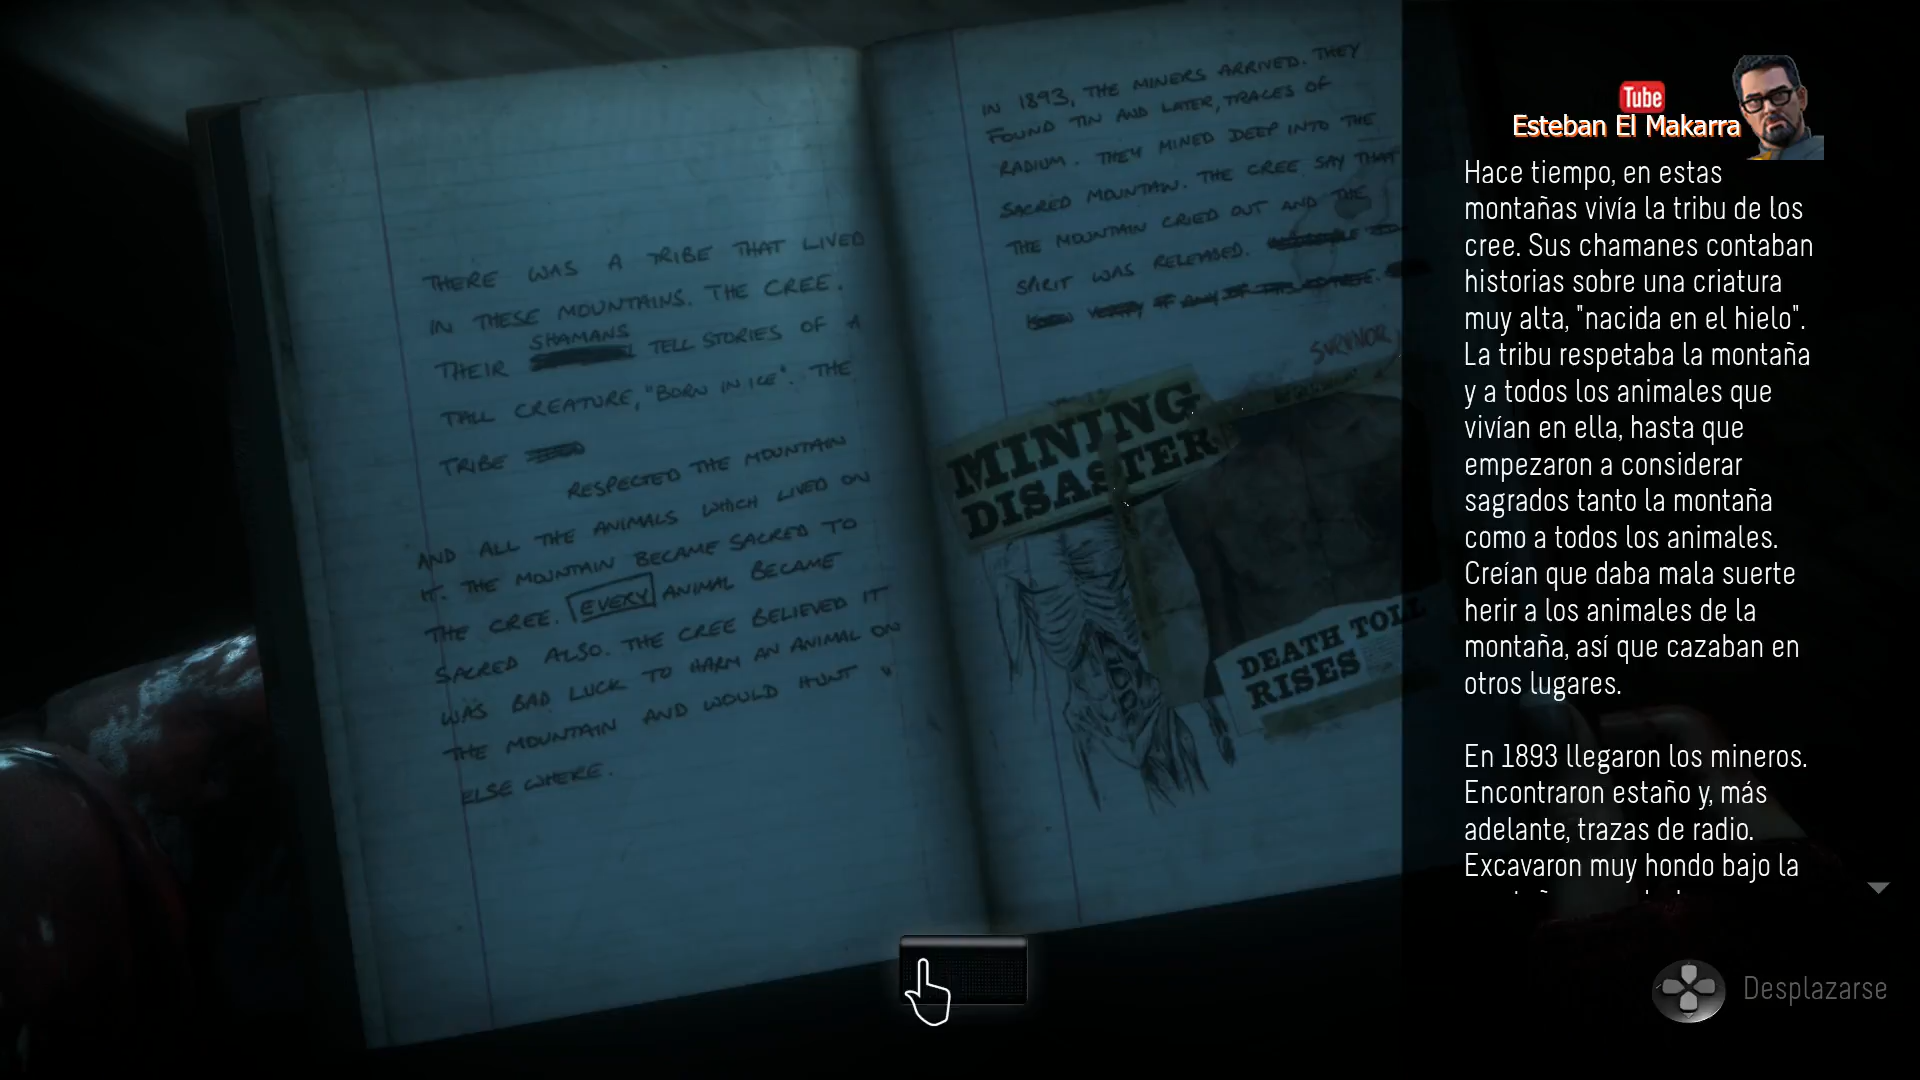 THERE WAS A TRIBE THAT LIVED
IN THESE MOUNTAINS. THE CREE.
SHAMANS
THEIR TELL STORIES OF A
TALL CREATURE, "BORN IN ICE". THE
TRIBE
RESPECTED THE MOUNTAIN
AND ALL THE ANIMALS WHICH LIVED ON
IT. THE MOUNTAIN BECAME SACRED TO
THE CREE. EVERY ANIMAL BECAME
SACRED ALSO. THE CREE BELIEVED IT
WAS BAD LUCK TO HARM AN ANIMAL ON
THE MOUNTAIN AND WOULD HUNT
ELSE WHERE.
IN 1893, THE MINERS ARRIVED. THEY
FOUND TIN AND LATER, TRACES OF
RADIUM. THEY MINED DEEP INTO THE
SACRED MOUNTAIN. THE CREE SAY THAT
THE MOUNTAIN CRIED OUT AND THE
SPIRIT WAS RELEASED.
SURVIVOR
MINING
DISASTER
DEATH TOLL
RISES
Tube
Esteban El Makarra
Hace tiempo, en estas
montañas vivía la tribu de los
cree. Sus chamanes contaban
historias sobre una criatura
muy alta, "nacida en el hielo".
La tribu respetaba la montaña
y a todos los animales que
vivían en ella, hasta que
empezaron a considerar
sagrados tanto la montaña
como a todos los animales.
Creían que daba mala suerte
herir a los animales de la
montaña, así que cazaban en
otros lugares.
En 1893 llegaron los mineros.
Encontraron estaño y, más
adelante, trazas de radio.
Excavaron muy hondo bajo la
Desplazarse